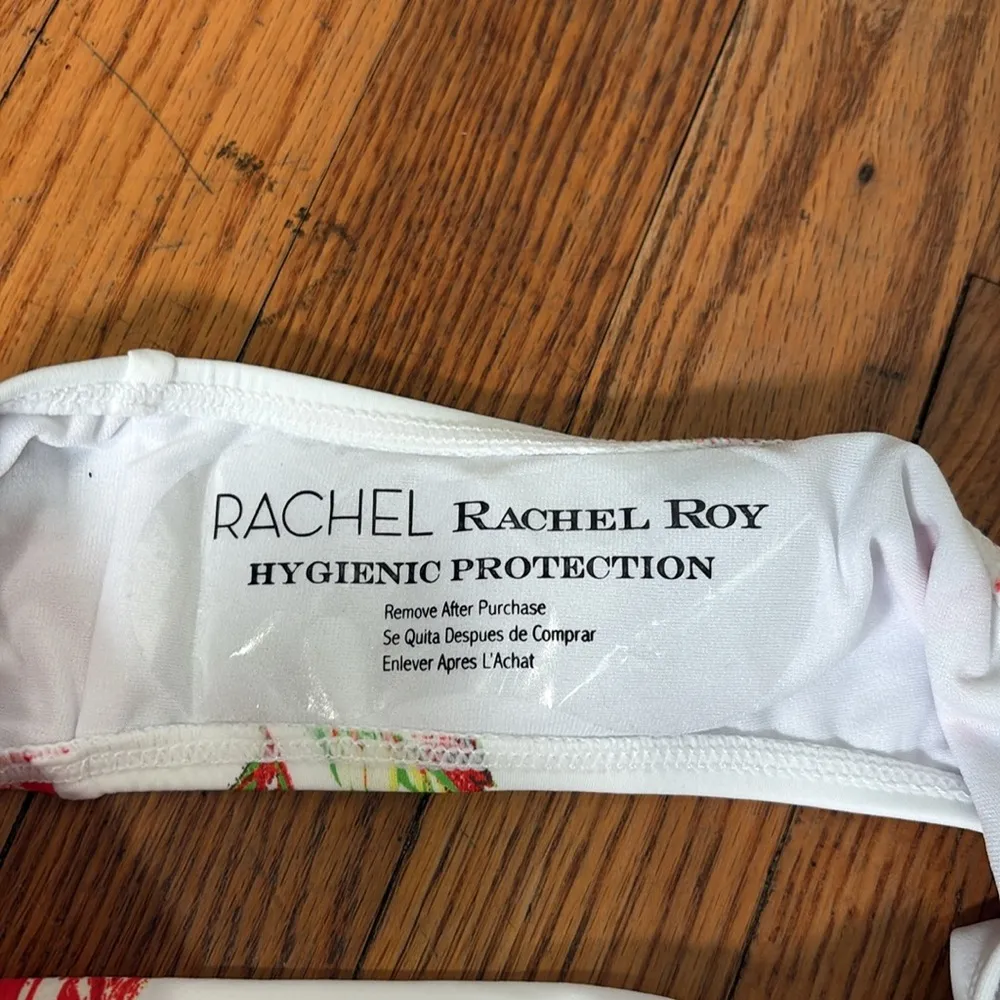 RACHEL RACHEL ROY
HYGIENIC PROTECTION
Remove After Purchase
Se Quita Despues de Comprar
Enlever Apres L'Achat